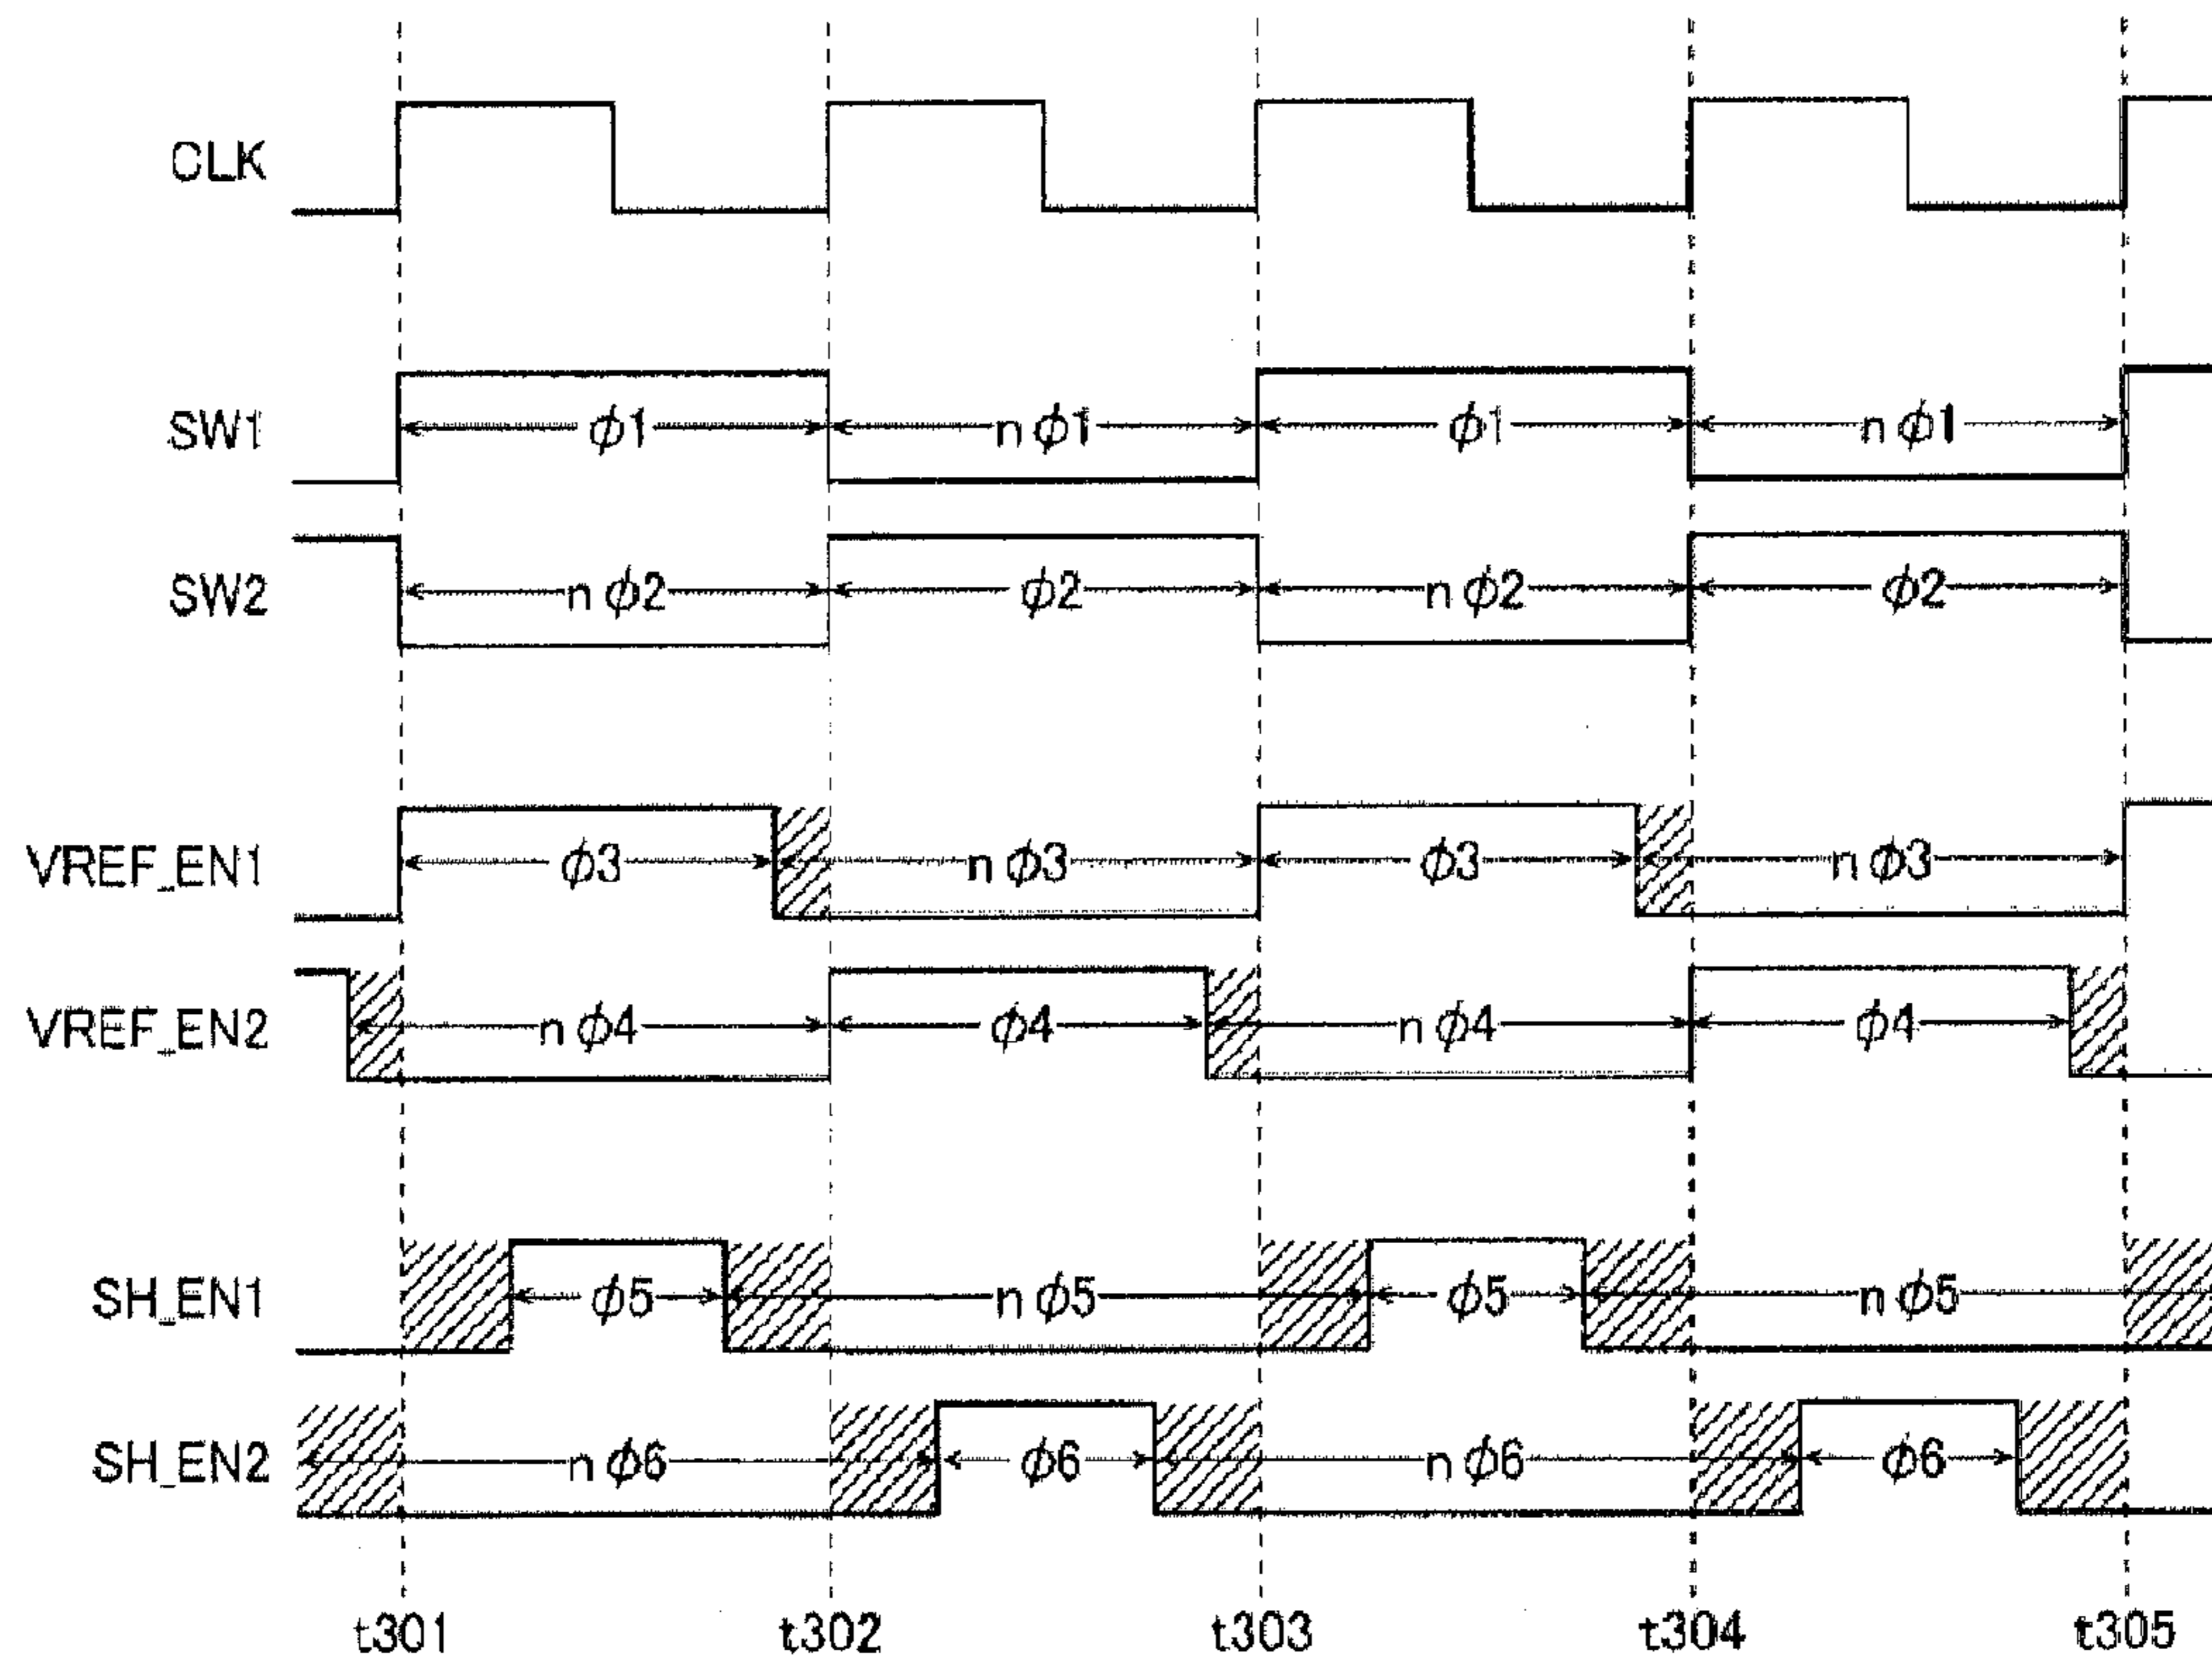 CLK
SW1 ϕ1 nϕ1 ϕ1 nϕ1
SW2 nϕ2 ϕ2 nϕ2 ϕ2
VREF_EN1 ϕ3 nϕ3 ϕ3 nϕ3
VREF_EN2 nϕ4 ϕ4 nϕ4 ϕ4
SH_EN1 ϕ5 nϕ5 ϕ5 nϕ5
SH_EN2 nϕ6 ϕ6 nϕ6 ϕ6
t301 t302 t303 t304 t305